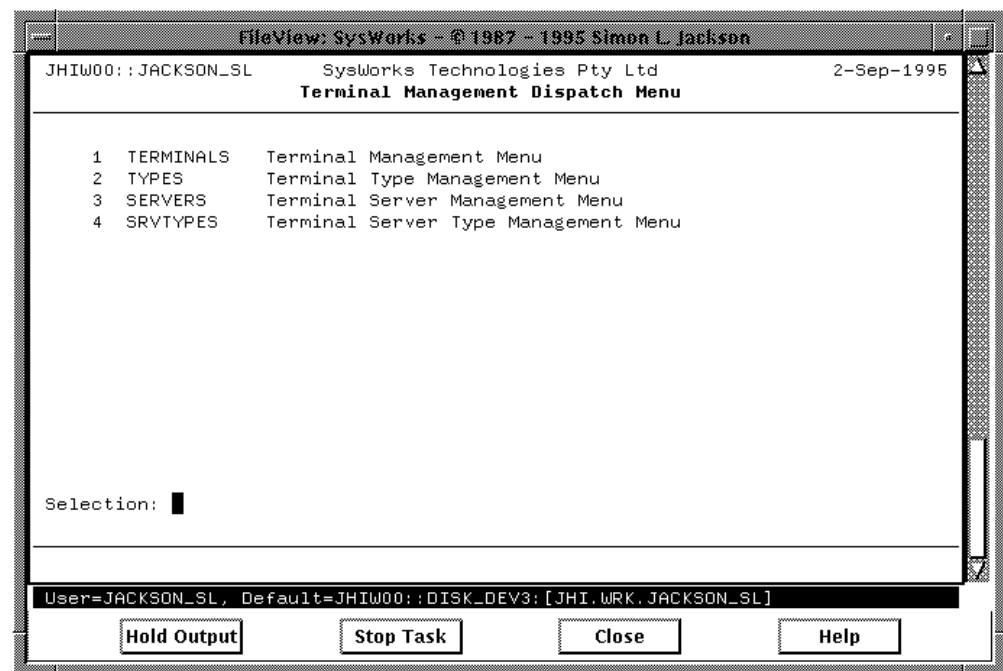 FileView: SysWorks - © 1987 - 1995 Simon L. Jackson
JHIW00::JACKSON_SL SysWorks Technologies Pty Ltd 2-Sep-1995
Terminal Management Dispatch Menu
1 TERMINALS Terminal Management Menu
2 TYPES Terminal Type Management Menu
3 SERVERS Terminal Server Management Menu
4 SRVTYPES Terminal Server Type Management Menu
Selection:
User=JACKSON_SL, Default=JHIW00::DISK_DEV3:[JHI.WRK.JACKSON_SL]
Hold Output Stop Task Close Help